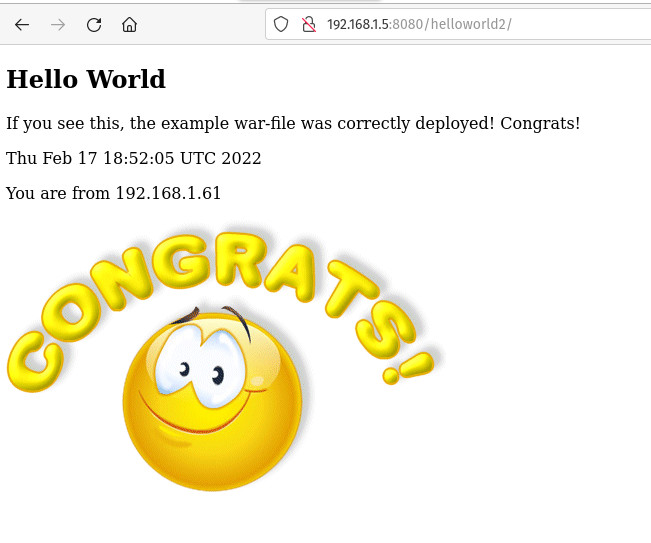 192.168.1.5:8080/helloworld2/
Hello World
If you see this, the example war-file was correctly deployed! Congrats!
Thu Feb 17 18:52:05 UTC 2022
You are from 192.168.1.61
CONGRATS!